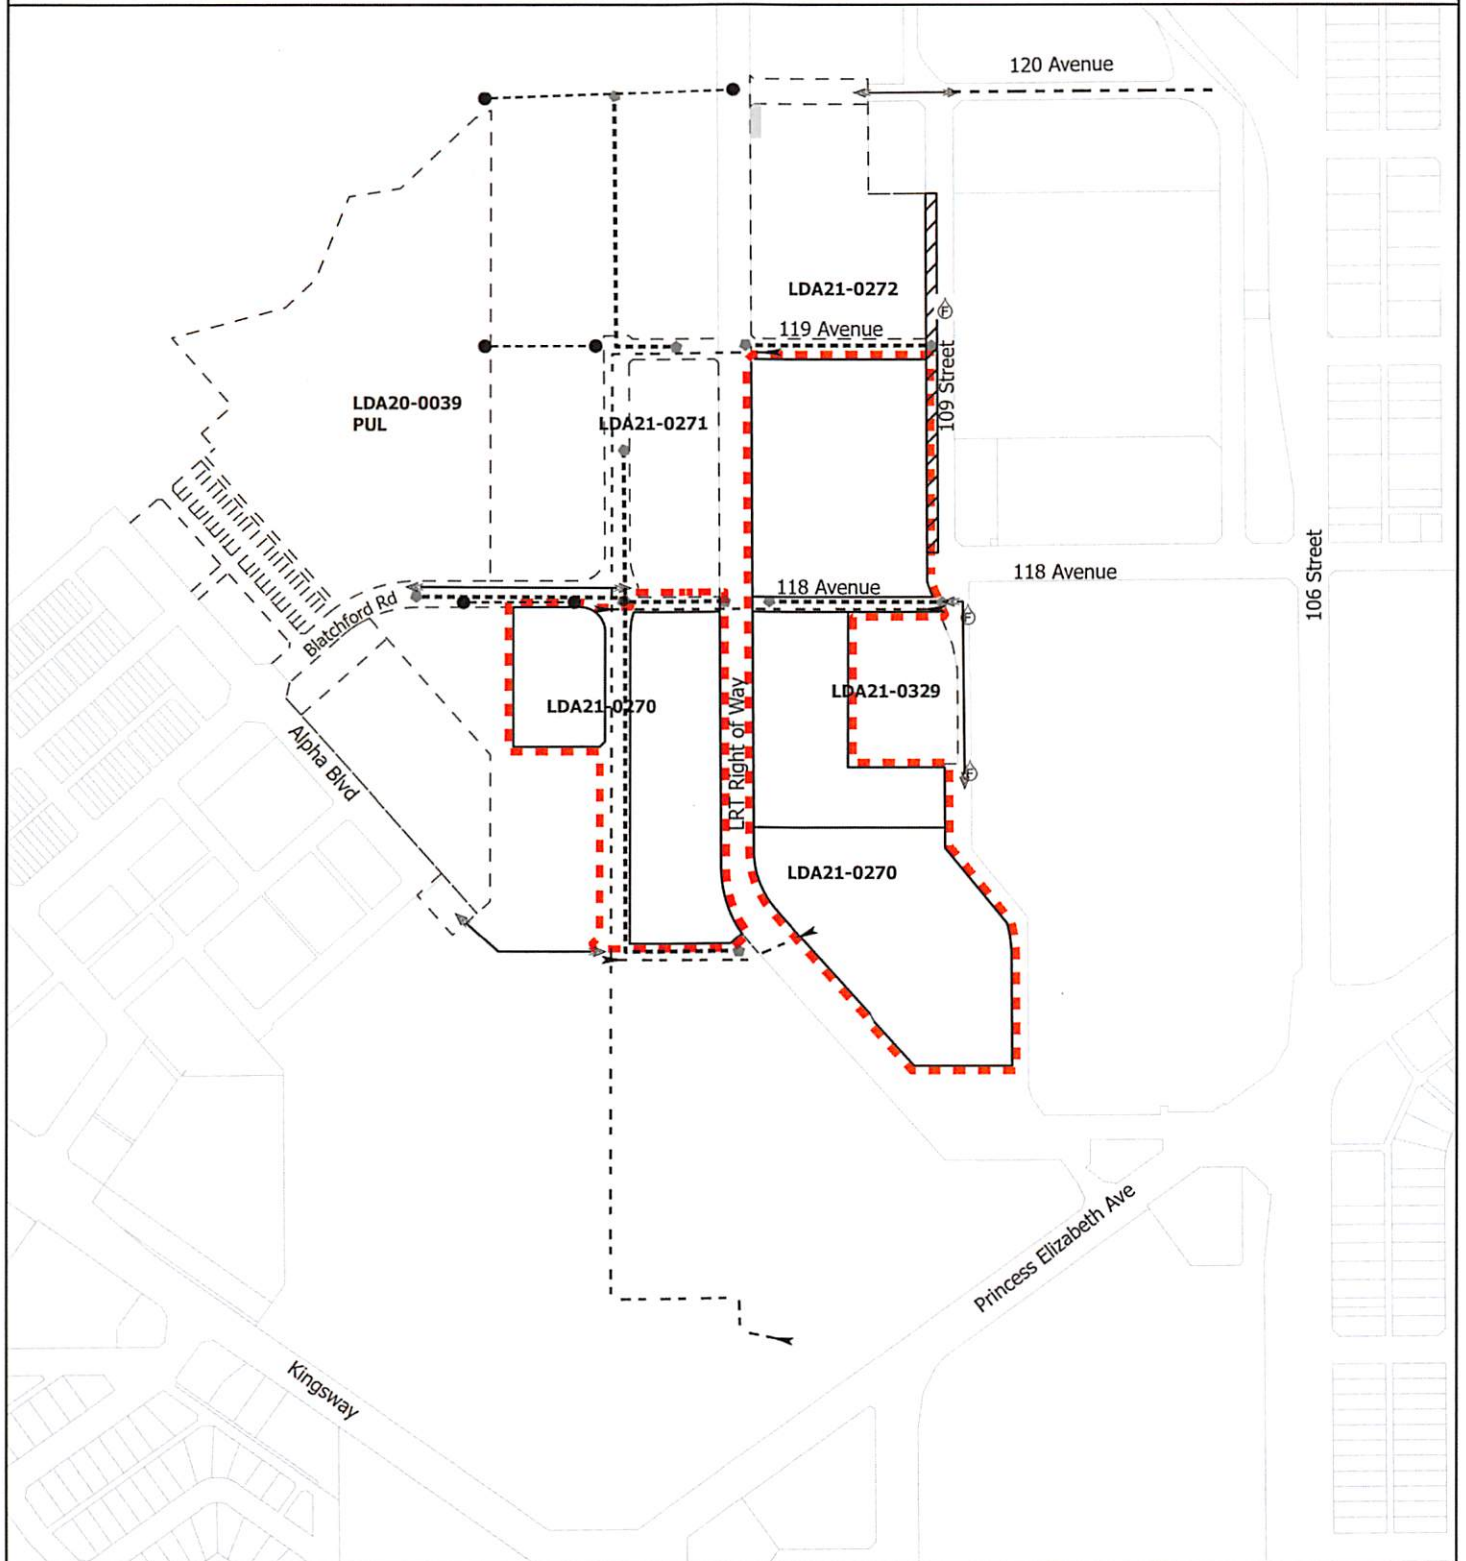 120 Avenue
LDA21-0272
119 Avenue
F
109 Street
LDA20-0039
PUL
LDA21-0271
106 Street
118 Avenue
118 Avenue
Blatchford Rd
F
LDA21-0329
LDA21-0270
LRT Right of Way
Alpha Blvd
F
LDA21-0270
Princess Elizabeth Ave
Kingsway